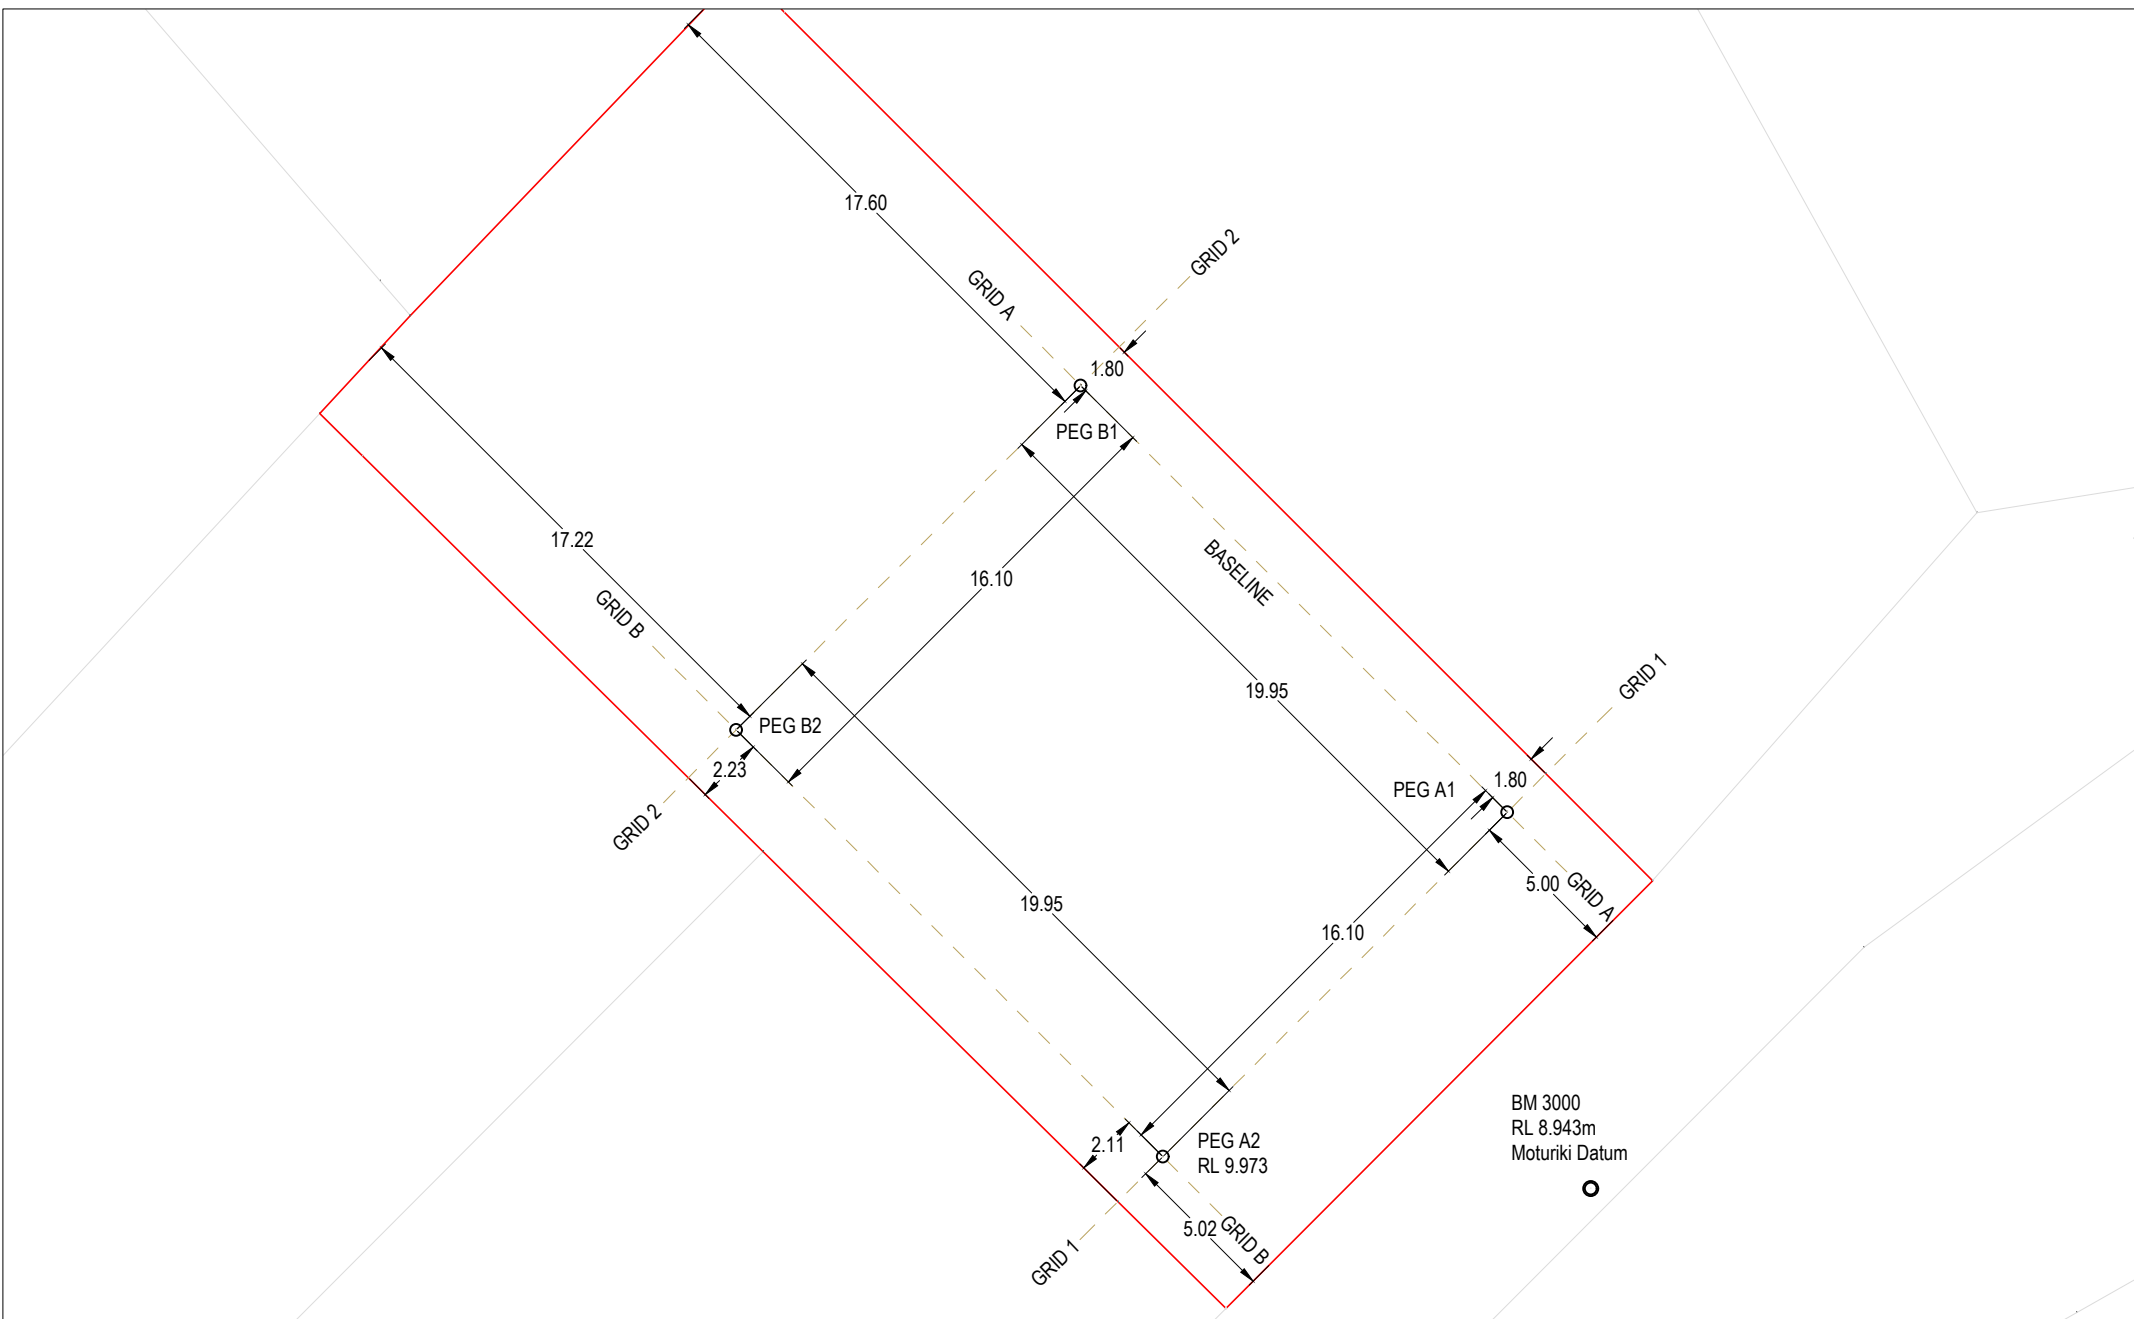 17.60
GRID 2
GRID A
1.80
PEG B1
17.22
BASELINE
16.10
GRID B
19.95
GRID 1
PEG B2
2.23
1.80
PEG A1
GRID 2
5.00
GRID A
19.95
16.10
BM 3000
RL 8.943m
Moturiki Datum
2.11
PEG A2
RL 9.973
5.02
GRID B
GRID 1